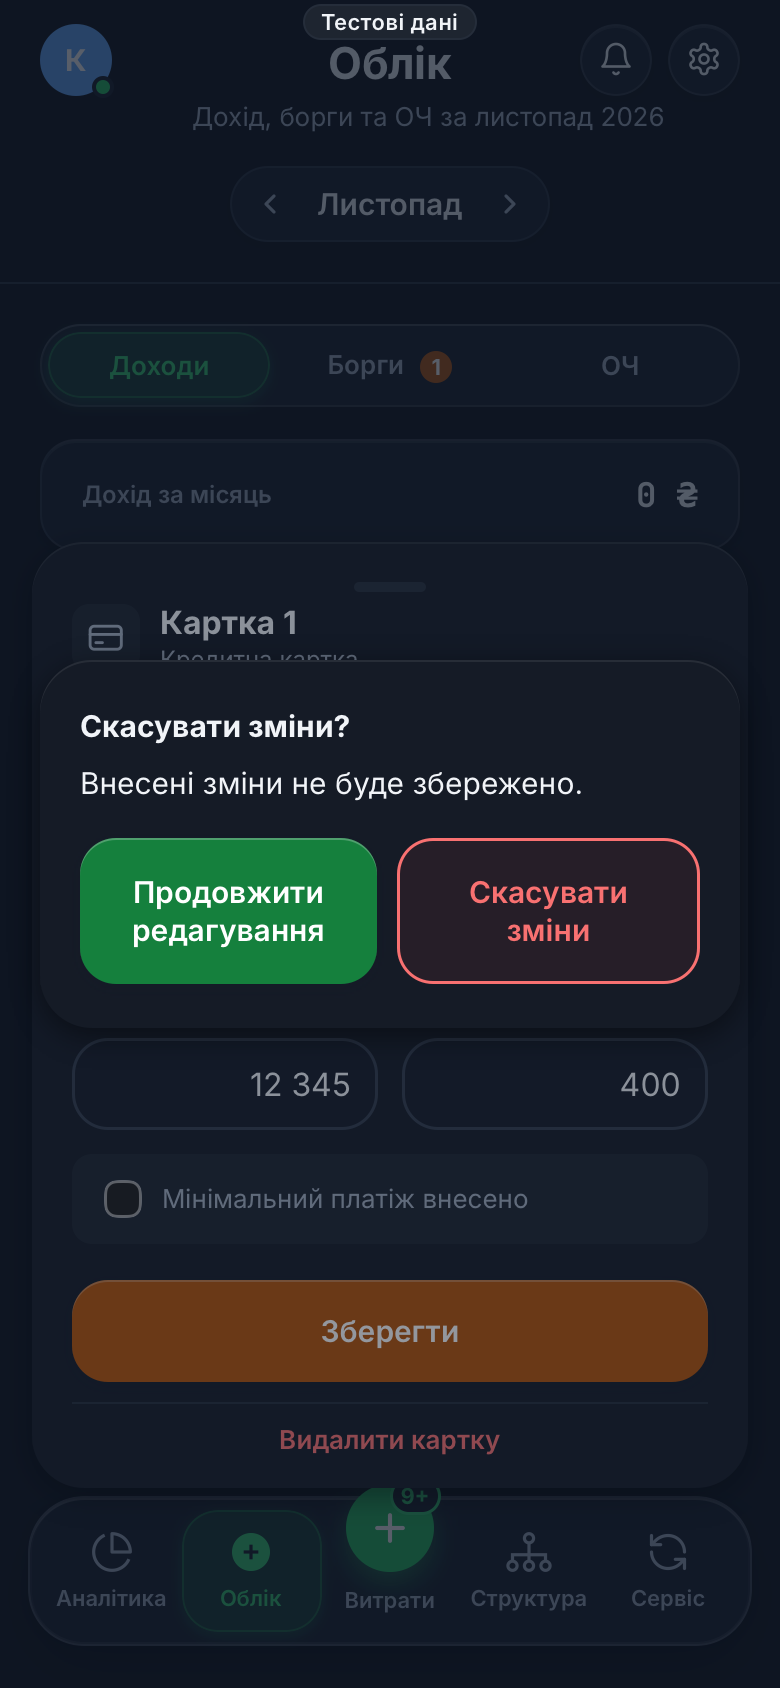 Тестові дані
К
Облік
Дохід, борги та ОЧ за листопад 2026
Листопад
Доходи
Борги 1
ОЧ
Дохід за місяць
0 ₴
Картка 1
Кредитна картка
Скасувати зміни?
Внесені зміни не буде збережено.
Продовжити
редагування
Скасувати
зміни
12 345
400
Мінімальний платіж внесено
Зберегти
Видалити картку
9+
Аналітика
Облік
Витрати
Структура
Сервіс